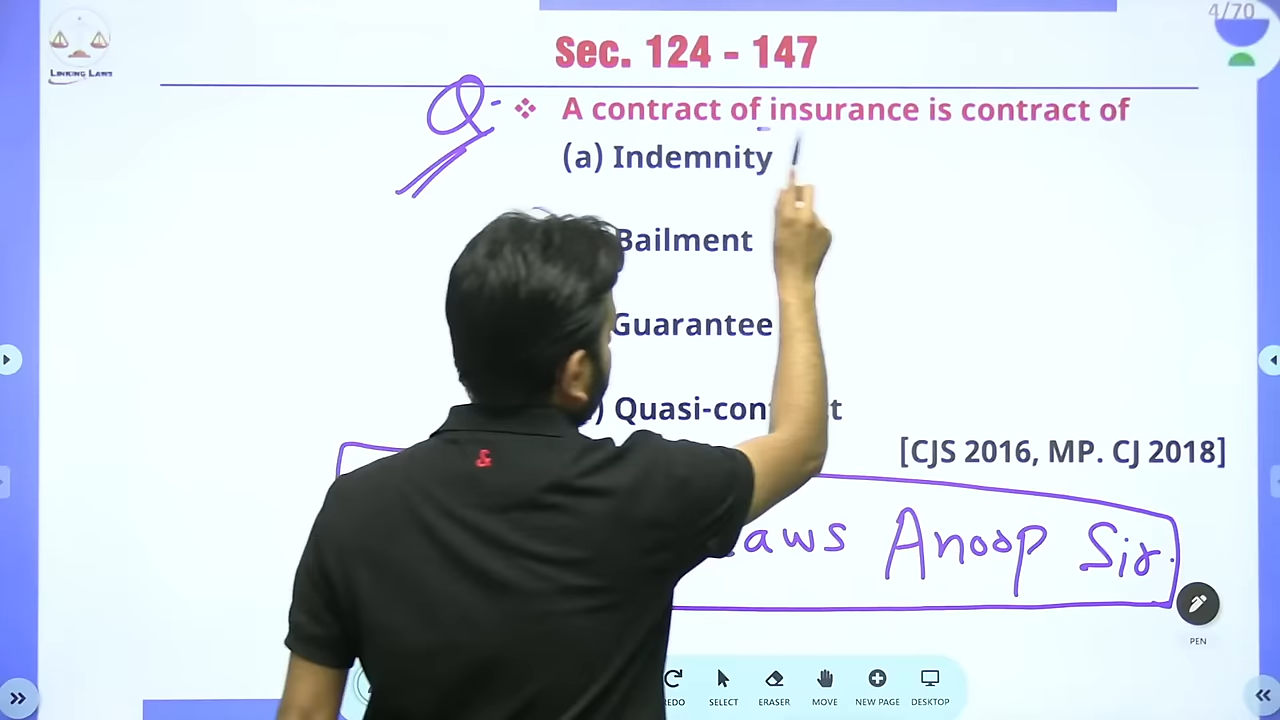 4/70
LINKING LAWS
Sec. 124 - 147
Q- ❖ A contract of insurance is contract of
(a) Indemnity
Bailment
Guarantee
) Quasi-con t
[CJS 2016, MP. CJ 2018]
Laws Anoop Sir.
PEN
REDO SELECT ERASER MOVE NEW PAGE DESKTOP